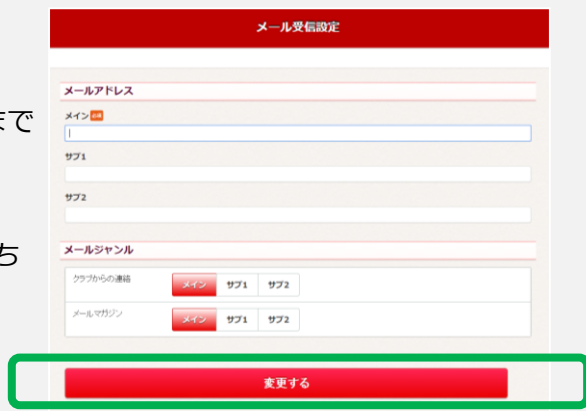 メール受信設定
メールアドレス
まで
メイン 必須
サブ1
サブ2
ち
メールジャンル
クラブからの連絡 メイン サブ1 サブ2
メールマガジン メイン サブ1 サブ2
変更する